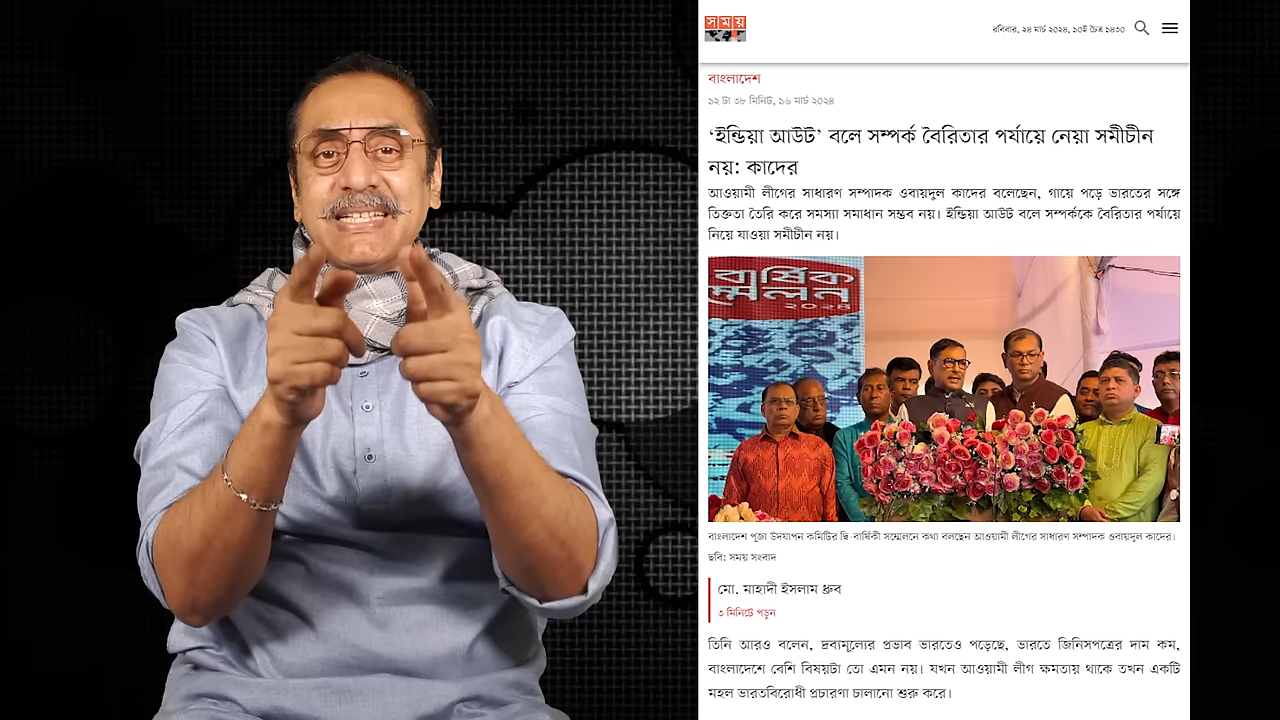 সময়
রবিবার, ২৪ মার্চ ২০২৪, ১০ই চৈত্র ১৪৩০
বাংলাদেশ
১২ টা ৩৮ মিনিট, ১৬ মার্চ ২০২৪
‘ইন্ডিয়া আউট’ বলে সম্পর্ক বৈরিতার পর্যায়ে নেয়া সমীচীন
নয়: কাদের
আওয়ামী লীগের সাধারণ সম্পাদক ওবায়দুল কাদের বলেছেন, গায়ে পড়ে ভারতের সঙ্গে
তিক্ততা তৈরি করে সমস্যা সমাধান সম্ভব নয়। ইন্ডিয়া আউট বলে সম্পর্ককে বৈরিতার পর্যায়ে
নিয়ে যাওয়া সমীচীন নয়।
বার্ষিক
ম্মেলন
২০২৪
বাংলাদেশ পূজা উদযাপন কমিটির দ্বি-বার্ষিকী সম্মেলনে কথা বলছেন আওয়ামী লীগের সাধারণ সম্পাদক ওবায়দুল কাদের।
ছবি: সময় সংবাদ
মো. মাহাদী ইসলাম ধ্রুব
৩ মিনিটে পড়ুন
তিনি আরও বলেন, দ্রব্যমূল্যের প্রভাব ভারতেও পড়েছে, ভারতে জিনিসপত্রের দাম কম,
বাংলাদেশে বেশি বিষয়টা তো এমন নয়। যখন আওয়ামী লীগ ক্ষমতায় থাকে তখন একটি
মহল ভারতবিরোধী প্রচারণা চালানো শুরু করে।